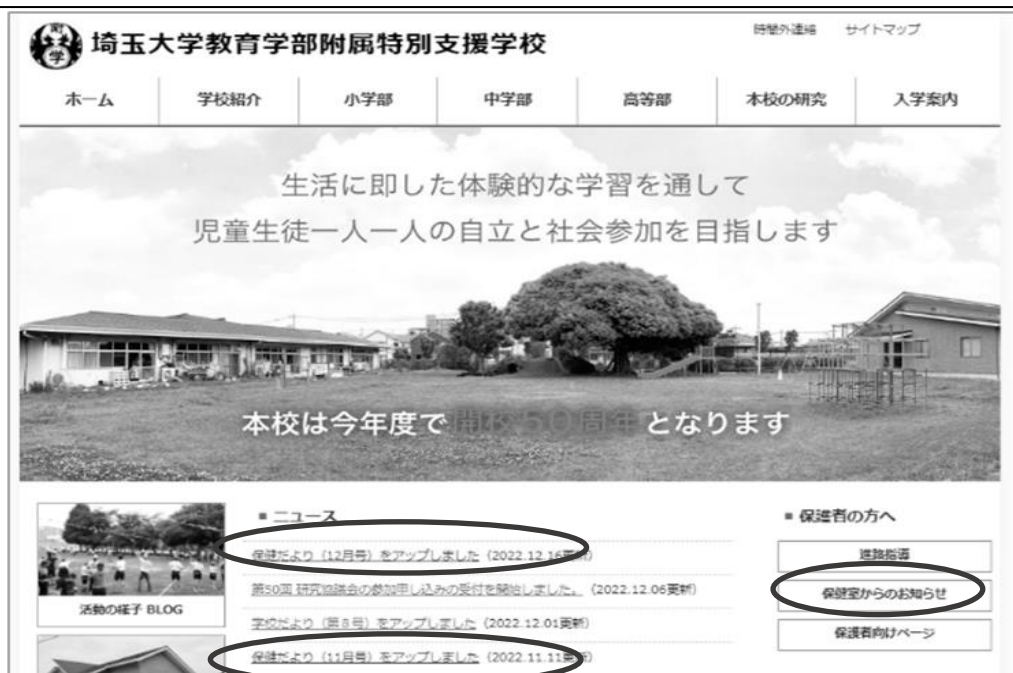 時間外連絡 サイトマップ
埼玉大学教育学部附属特別支援学校
ホーム 学校紹介 小学部 中学部 高等部 本校の研究 入学案内
生活に即した体験的な学習を通して
児童生徒一人一人の自立と社会参加を目指します
本校は今年度で開校50周年となります
■ ニュース
保健だより（12月号）をアップしました（2022.12.16更新）
第50回 研究協議会の参加申し込みの受付を開始しました。（2022.12.06更新）
学校だより（第8号）をアップしました（2022.12.01更新）
保健だより（11月号）をアップしました（2022.11.11更新）
活動の様子 BLOG
■ 保護者の方へ
進路指導
保健室からのお知らせ
保護者向けページ